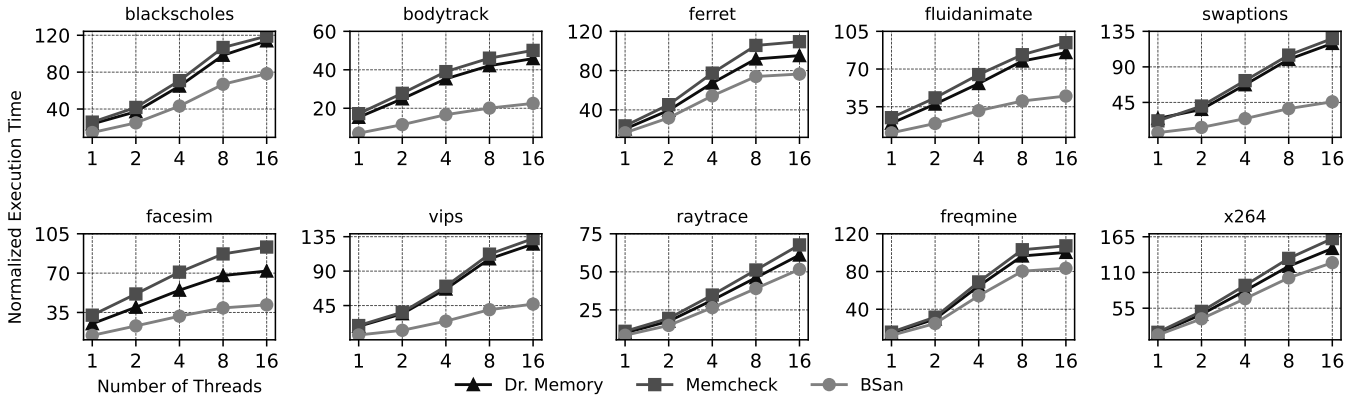 blackscholes bodytrack ferret fluidanimate swaptions
120 60 120 105 135
80 40 80 70 90
40 20 40 35 45
1 2 4 8 16 1 2 4 8 16 1 2 4 8 16 1 2 4 8 16 1 2 4 8 16
Normalized Execution Time
facesim vips raytrace freqmine x264
105 135 75 120 165
70 90 50 80 110
35 45 25 40 55
1 2 4 8 16 1 2 4 8 16 1 2 4 8 16 1 2 4 8 16 1 2 4 8 16
Number of Threads
Dr. Memory Memcheck BSan